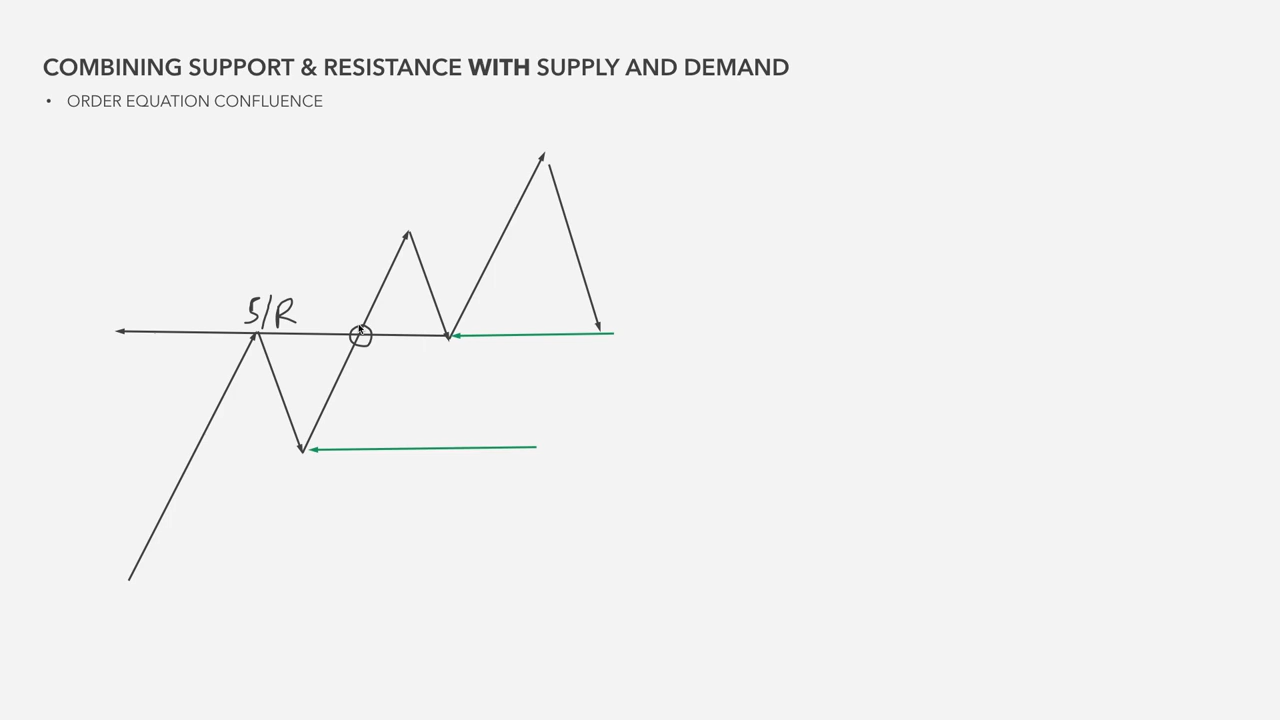 COMBINING SUPPORT & RESISTANCE WITH SUPPLY AND DEMAND
• ORDER EQUATION CONFLUENCE
S/R